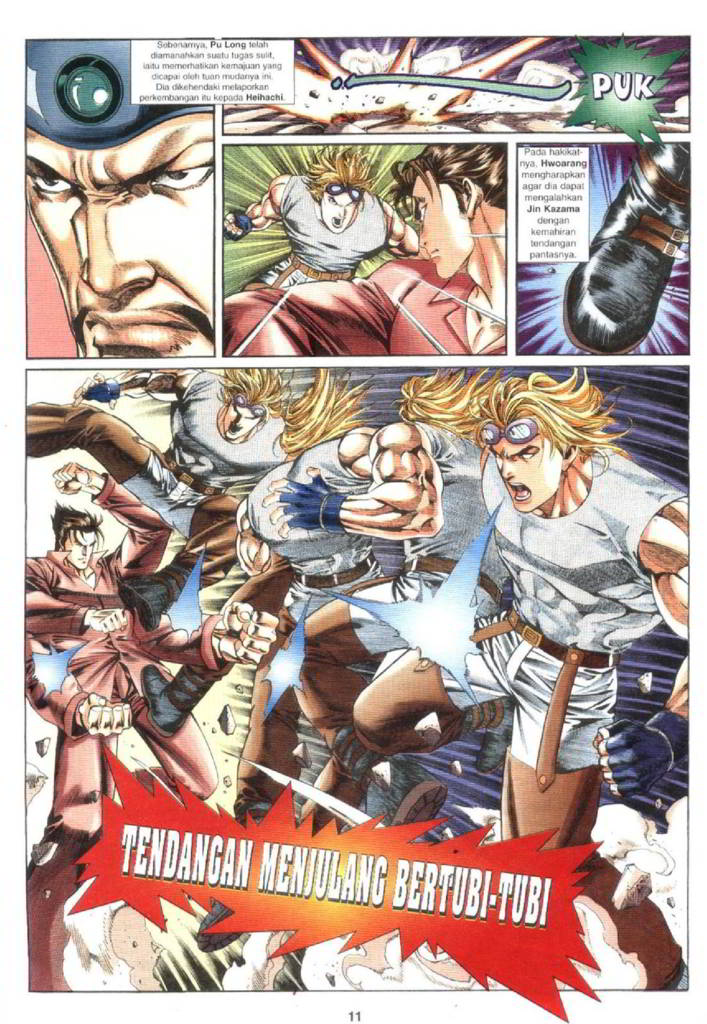 Sebenarnya, Pu Long telah
diamanahkan suatu tugas sulit,
iaitu memerhatikan kemajuan yang
dicapai oleh tuan mudanya ini.
Dia dikehendaki melaporkan
perkembangan itu kepada Heihachi.
PUK
Pada hakikat-
nya, Hwoarang
mengharapkan
agar dia dapat
mengalahkan
Jin Kazama
dengan
kemahiran
tendangan
pantasnya.
TENDANGAN MENJULANG BERTUBI-TUBI
11